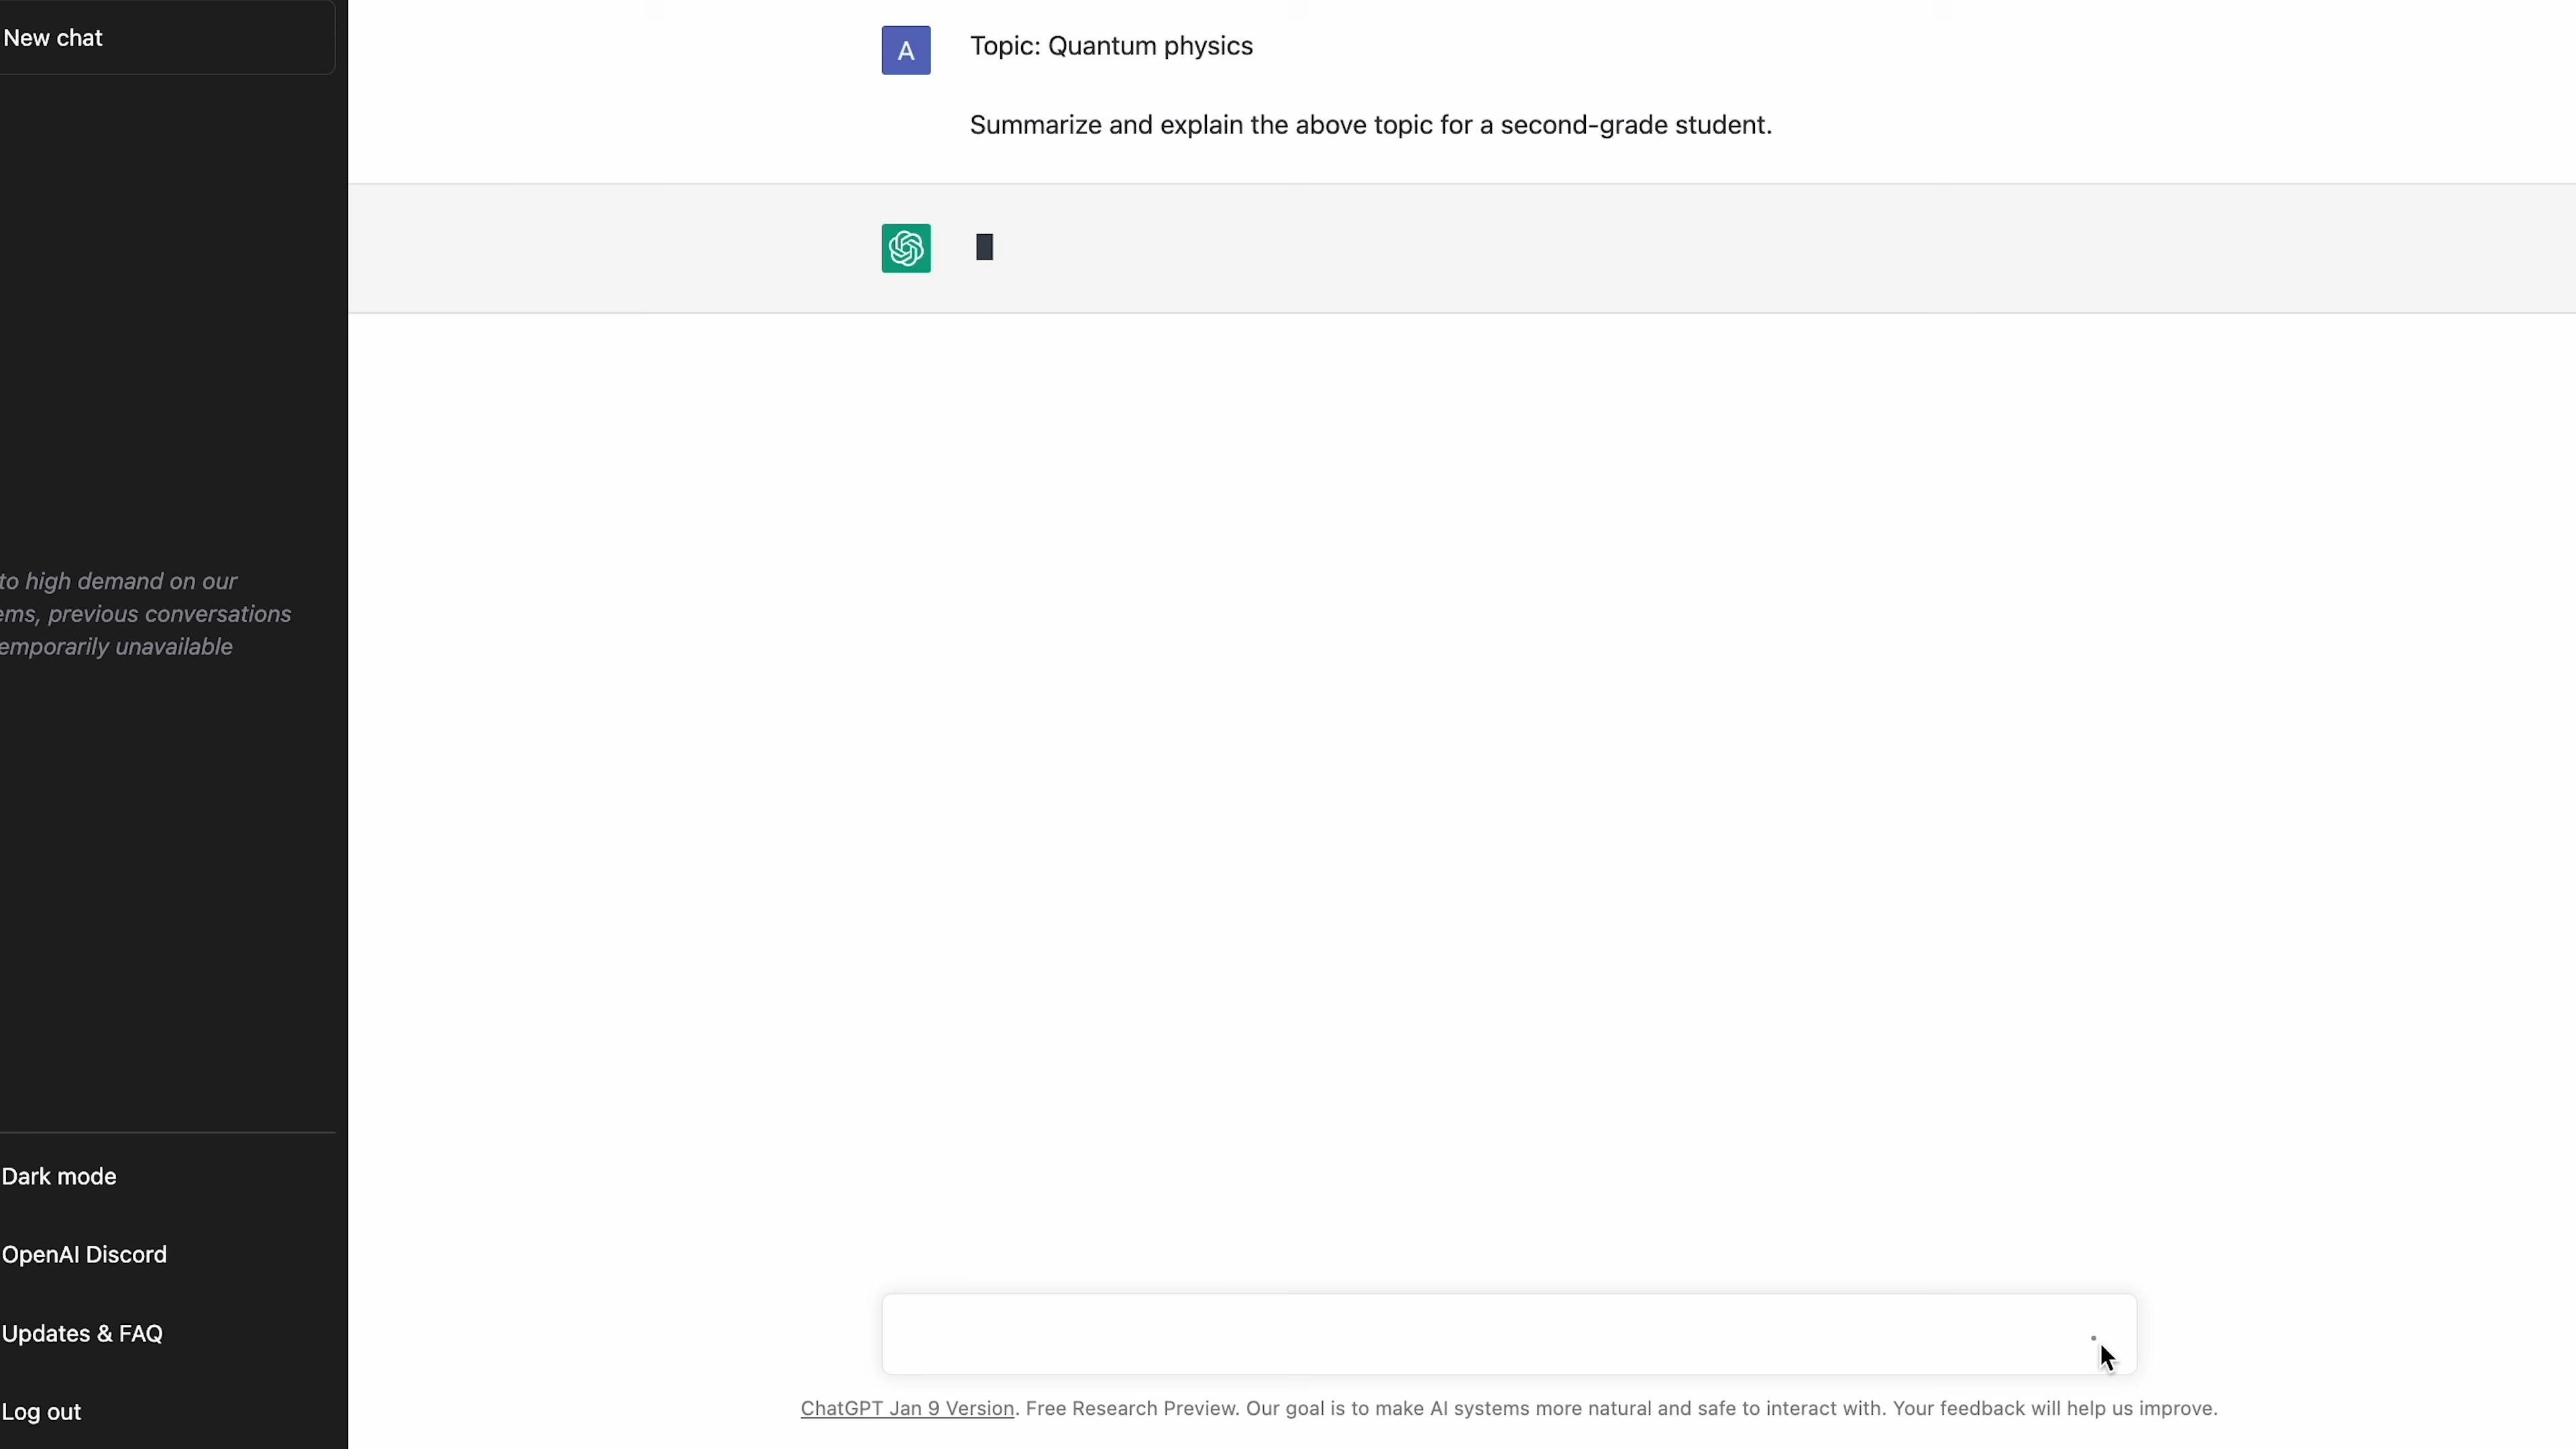 New chat
A
Topic: Quantum physics
Summarize and explain the above topic for a second-grade student.
to high demand on our
ems, previous conversations
emporarily unavailable
Dark mode
OpenAI Discord
Updates & FAQ
Log out
ChatGPT Jan 9 Version. Free Research Preview. Our goal is to make AI systems more natural and safe to interact with. Your feedback will help us improve.